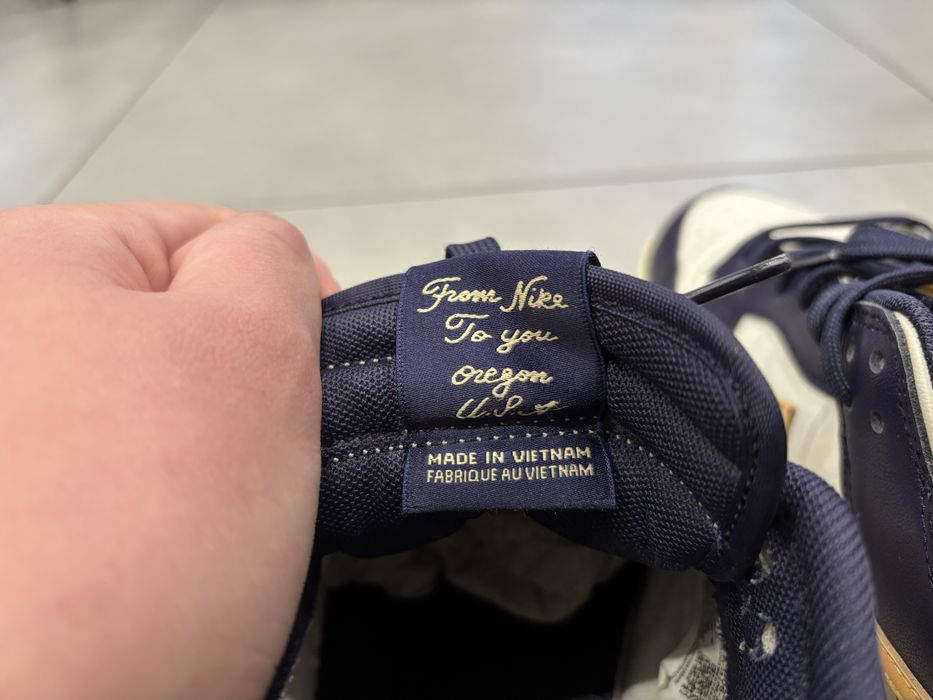 From Nike
To you
oregon
U.S.A
MADE IN VIETNAM
FABRIQUE AU VIETNAM